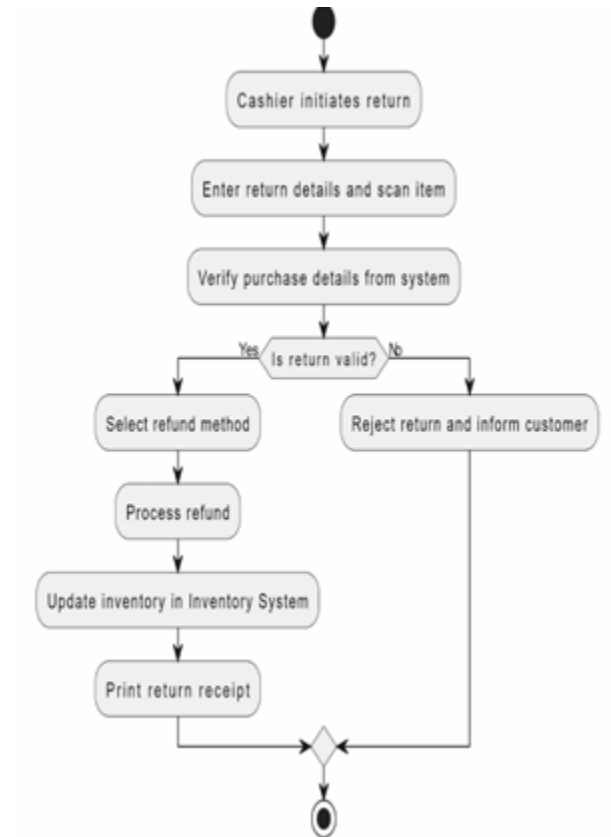 Cashier initiates return
Enter return details and scan item
Verify purchase details from system
Yes
Is return valid?
No
Select refund method
Reject return and inform customer
Process refund
Update inventory in Inventory System
Print return receipt